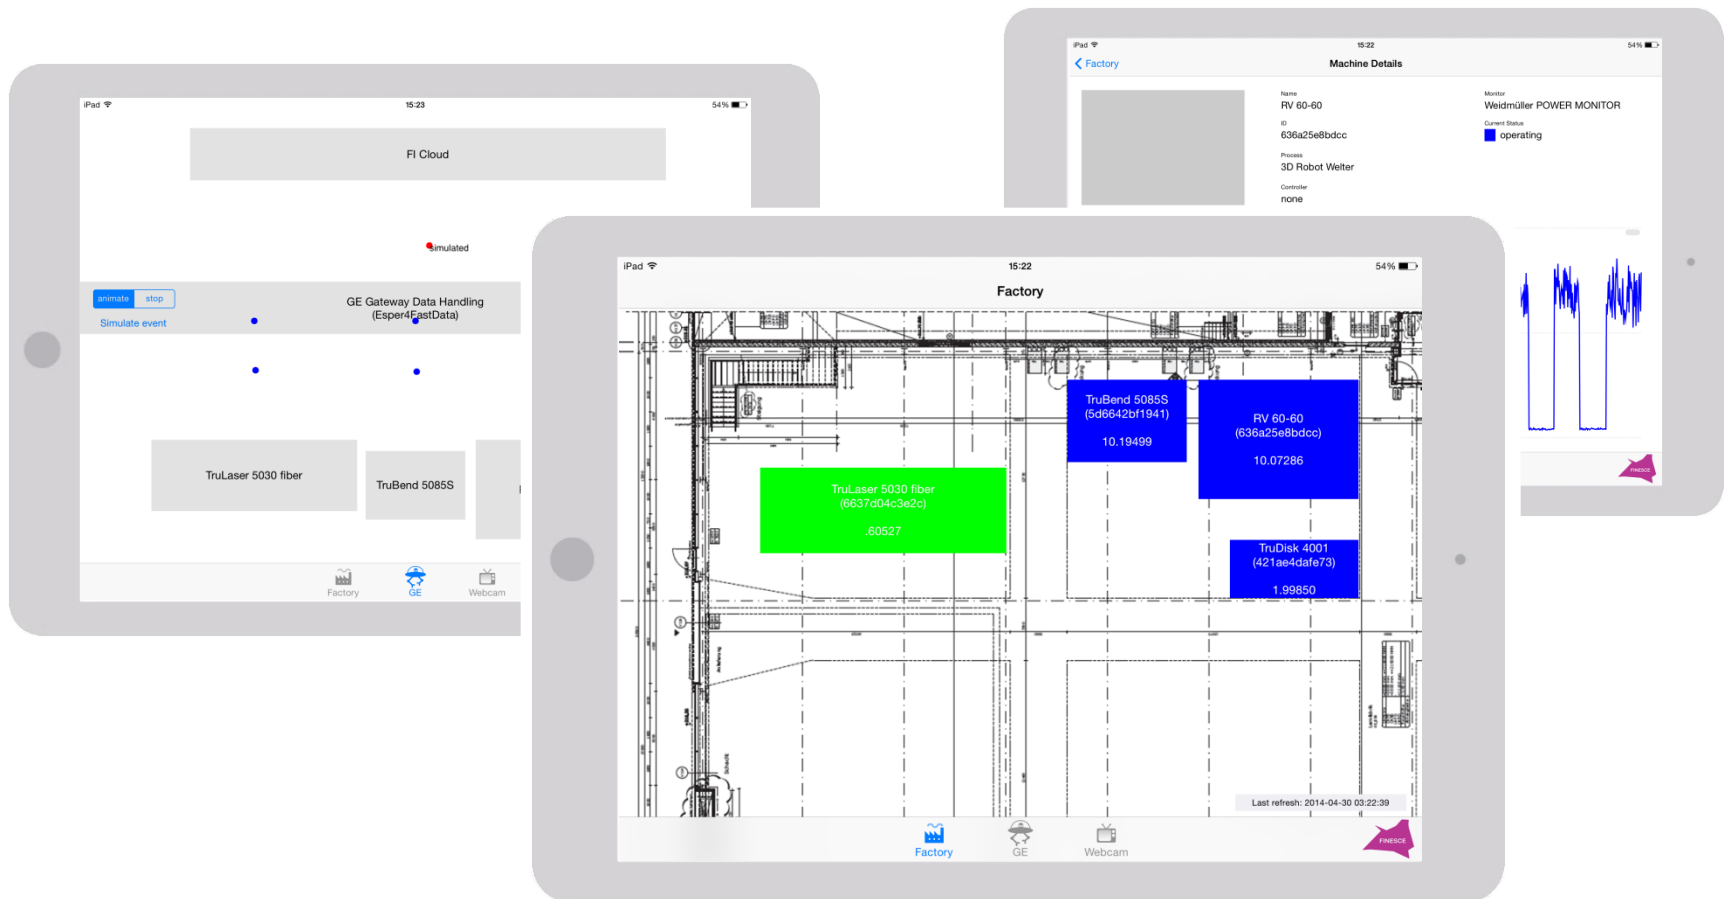 iPad
15:23
54%
FI Cloud
simulated
animate
stop
Simulate event
GE Gateway Data Handling
(Esper4FastData)
TruLaser 5030 fiber
TruBend 5085S
Factory
GE
Webcam
iPad
15:22
54%
Factory
Machine Details
Name
RV 60-60
ID
636a25e8bdcc
Process
3D Robot Welter
Controller
none
Monitor
Weidmüller POWER MONITOR
Current Status
operating
FINESCE
iPad
15:22
54%
Factory
TruBend 5085S
(5d6642bf1941)
10.19499
RV 60-60
(636a25e8bdcc)
10.07286
TruLaser 5030 fiber
(6637d04c3e2c)
.60527
TruDisk 4001
(421ae4dafe73)
1.99850
Last refresh: 2014-04-30 03:22:39
Factory
GE
Webcam
FINESCE